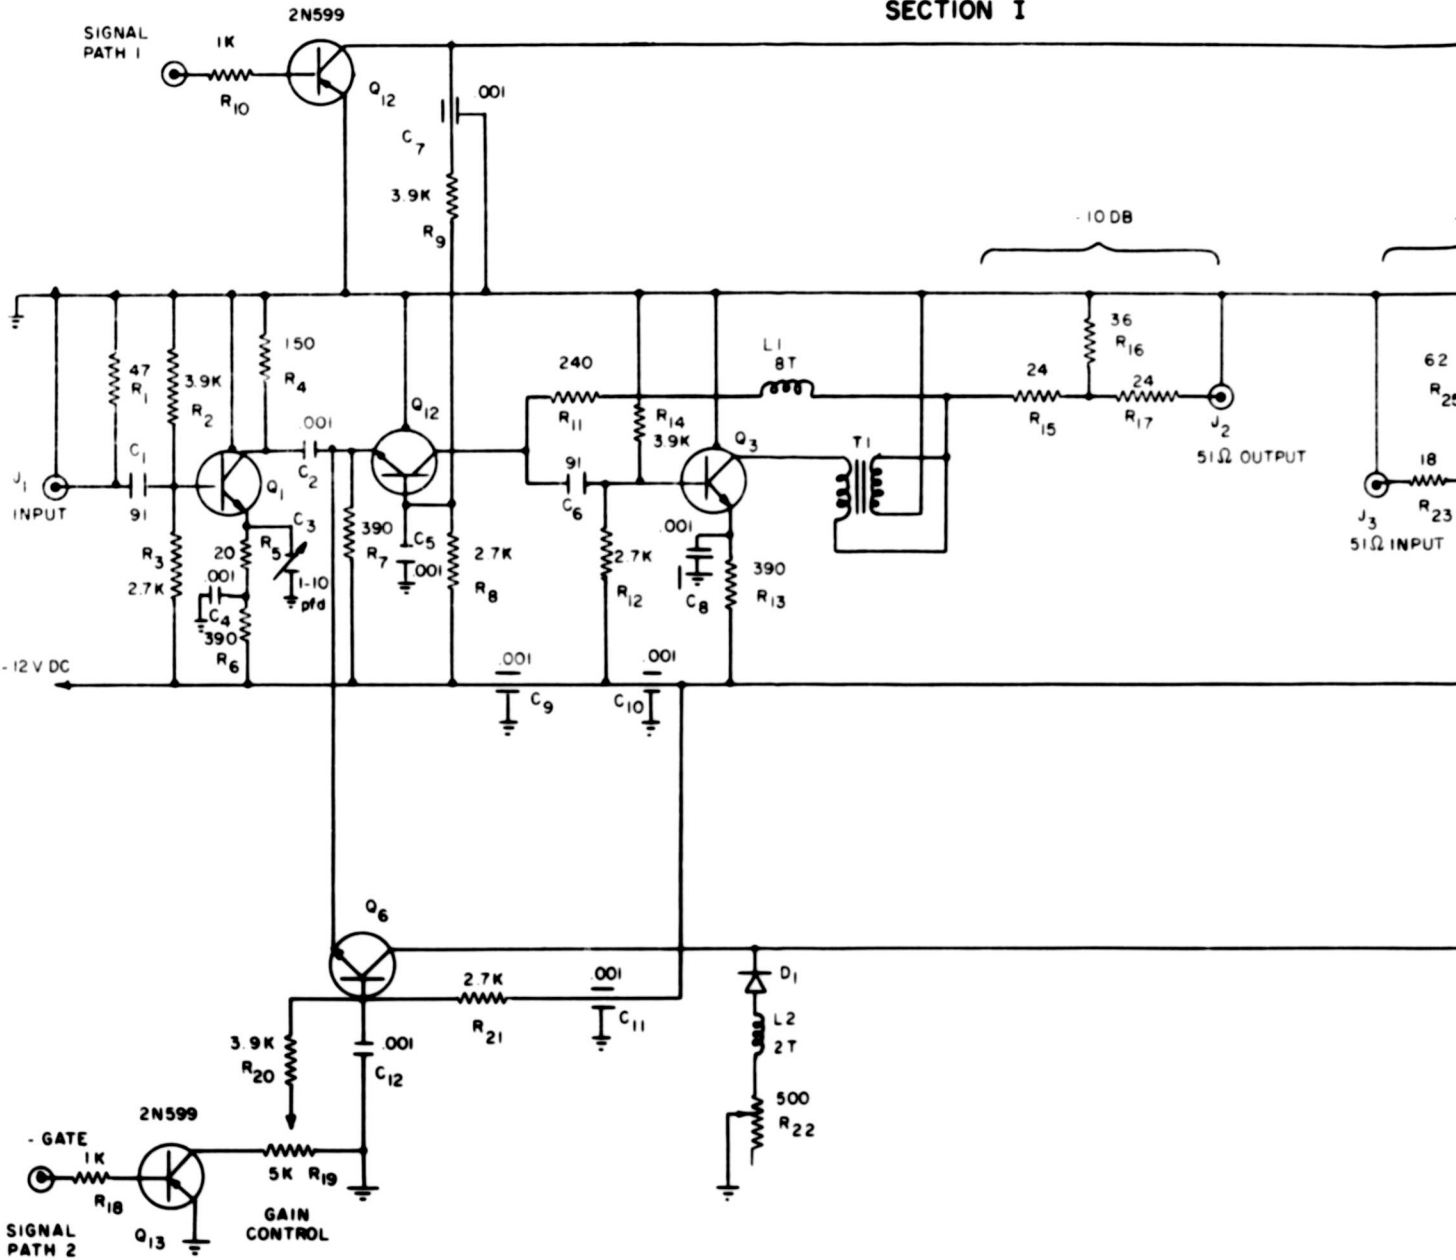 SECTION I
2N599
SIGNAL
PATH 1
1K
R10
Q12
.001
C7
3.9K
R9
- 10 DB
47
R1
3.9K
R2
150
R4
.001
C2
Q12
240
R11
L1
8T
R14
3.9K
Q3
T1
24
R15
36
R16
24
R17
J2
51Ω OUTPUT
62
R25
18
R23
J3
51Ω INPUT
J1
INPUT
C1
91
Q1
C3
R3
2.7K
20
R5
1-10
pfd
.001
C4
390
R6
390
R7
C5
.001
2.7K
R8
91
C6
2.7K
R12
.001
C8
390
R13
- 12 V DC
.001
C9
.001
C10
Q6
2.7K
R21
.001
C11
D1
L2
2T
500
R22
3.9K
R20
.001
C12
2N599
- GATE
1K
R18
Q13
5K R19
GAIN
CONTROL
SIGNAL
PATH 2